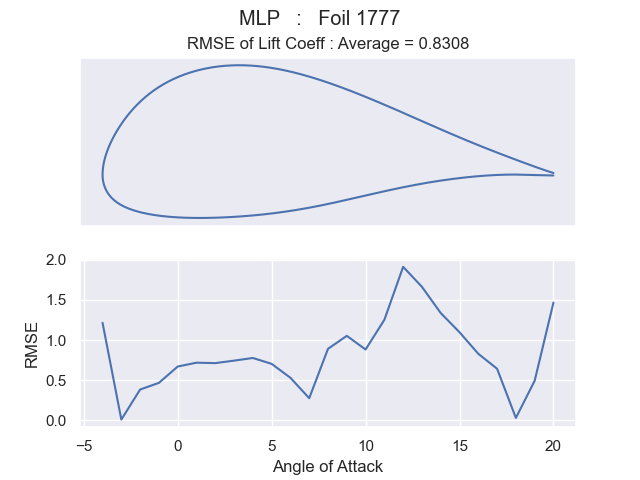 MLP : Foil 1777
RMSE of Lift Coeff : Average = 0.8308
2.0
1.5
1.0
0.5
0.0
RMSE
−5 0 5 10 15 20
Angle of Attack